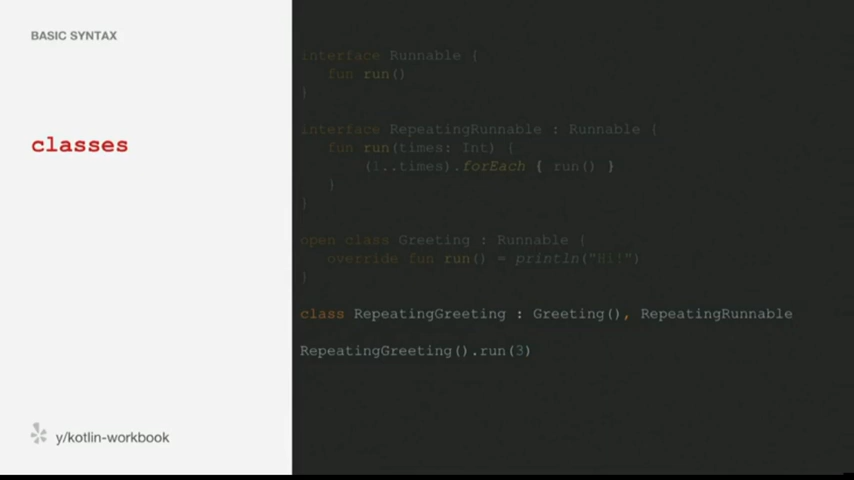 BASIC SYNTAX
classes
interface Runnable {
fun run()
}
interface RepeatingRunnable : Runnable {
fun run(times: Int) {
(1..times).forEach { run() }
}
}
open class Greeting : Runnable {
override fun run() = println("Hi!")
}
class RepeatingGreeting : Greeting(), RepeatingRunnable
RepeatingGreeting().run(3)
y/kotlin-workbook